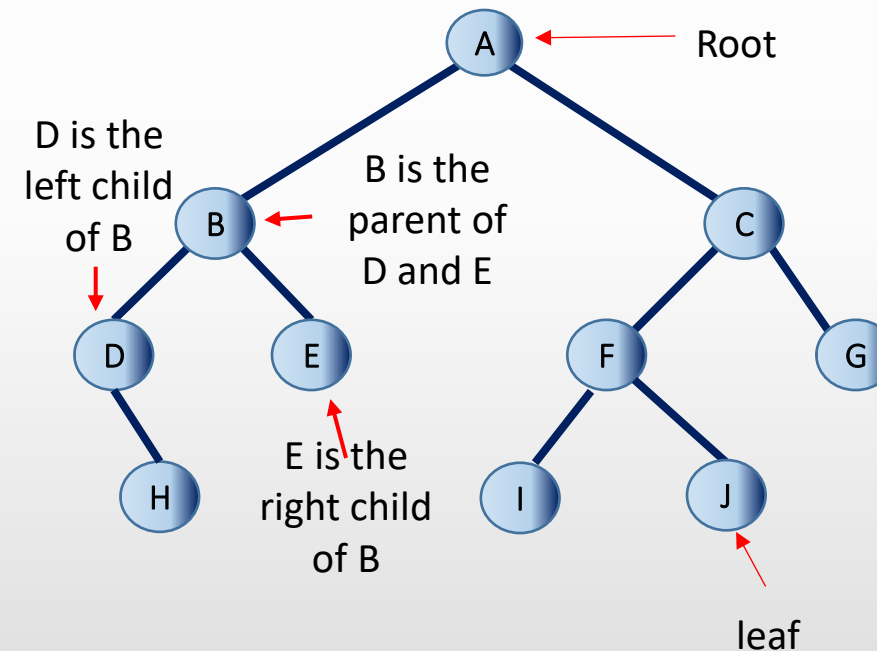 A
Root
D is the
left child
of B
B is the
parent of
D and E
B
C
D
E
F
G
E is the
right child
of B
H
I
J
leaf